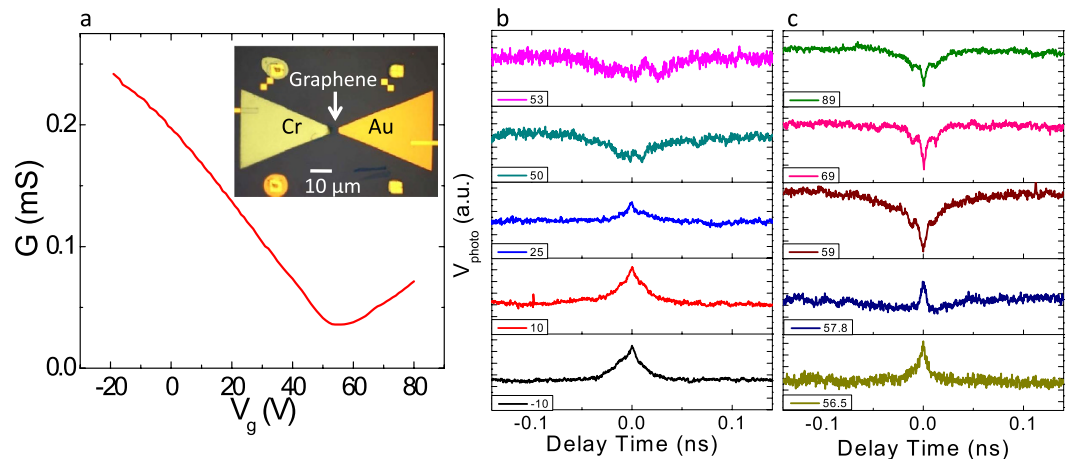 a
G (mS)
0.2
0.1
0.0
-20 0 20 40 60 80
V_g (V)
Graphene
Cr Au
10 μm
b
V_photo (a.u.)
53
50
25
10
-10
-0.1 0.0 0.1
Delay Time (ns)
c
89
69
59
57.8
56.5
-0.1 0.0 0.1
Delay Time (ns)